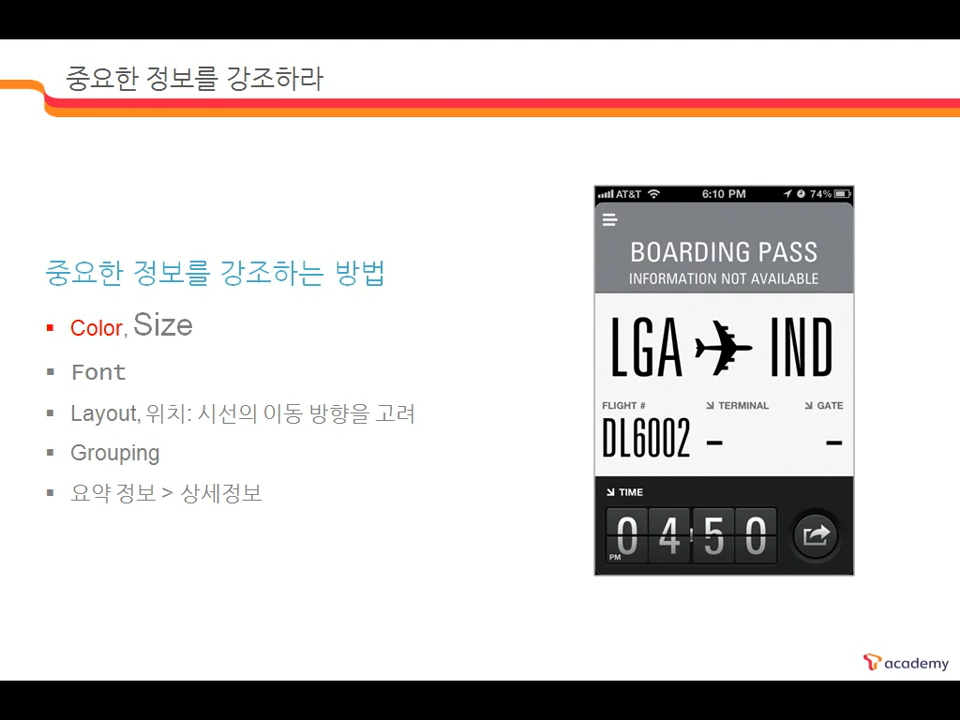 중요한 정보를 강조하라
중요한 정보를 강조하는 방법
Color, Size
Font
Layout, 위치: 시선의 이동 방향을 고려
Grouping
요약 정보 > 상세정보
AT&T 6:10 PM 74%
BOARDING PASS
INFORMATION NOT AVAILABLE
LGA IND
FLIGHT # TERMINAL GATE
DL6002 – –
TIME
04:50
PM
academy